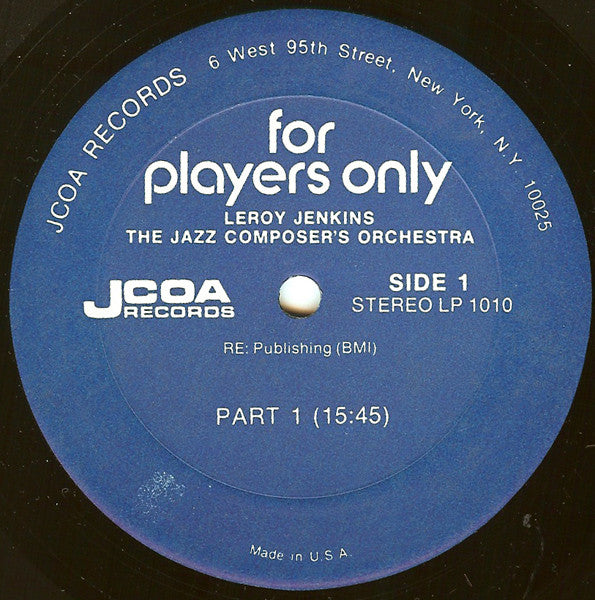 JCOA RECORDS 6 West 95th Street, New York, N.Y. 10025
for
players only
LEROY JENKINS
THE JAZZ COMPOSER'S ORCHESTRA
JCOA
RECORDS
SIDE 1
STEREO LP 1010
RE: Publishing (BMI)
PART 1 (15:45)
Made in U.S.A.